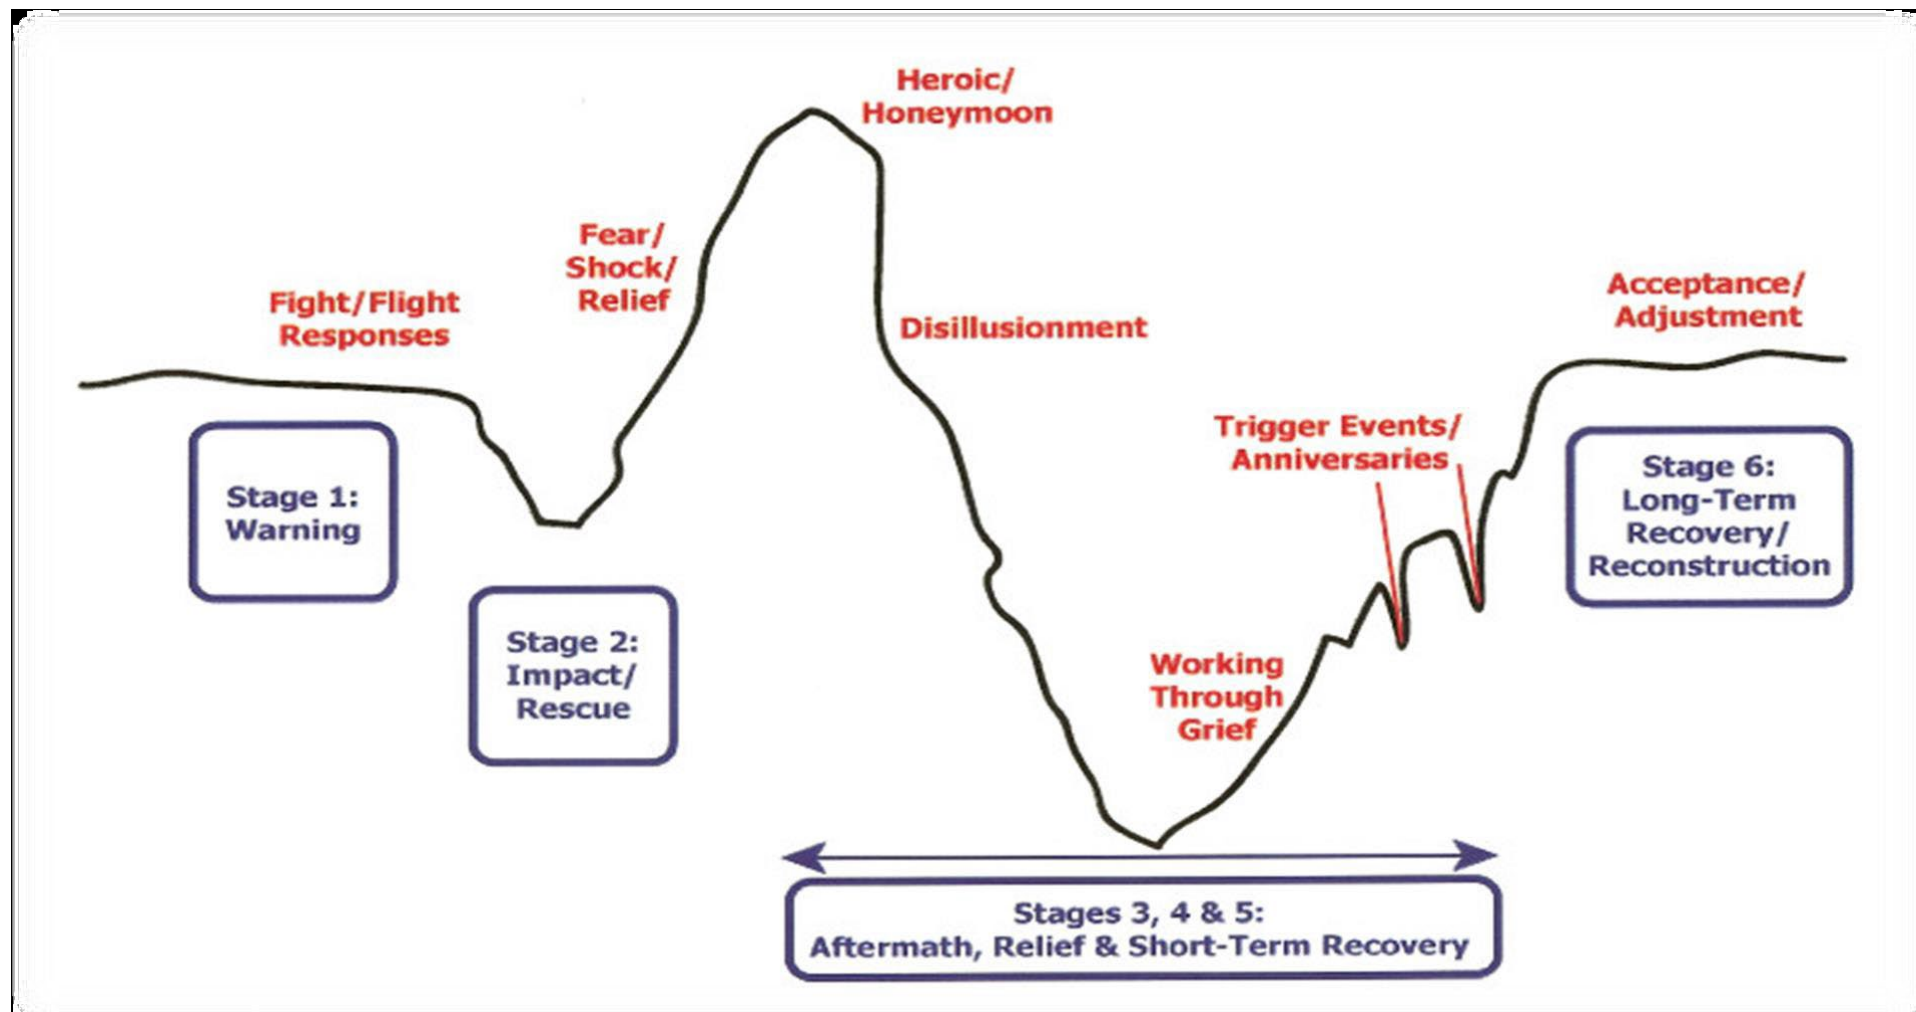 Heroic/
Honeymoon
Fear/
Shock/
Relief
Fight/Flight
Responses
Disillusionment
Acceptance/
Adjustment
Trigger Events/
Anniversaries
Stage 1:
Warning
Stage 2:
Impact/
Rescue
Working
Through
Grief
Stage 6:
Long-Term
Recovery/
Reconstruction
Stages 3, 4 & 5:
Aftermath, Relief & Short-Term Recovery